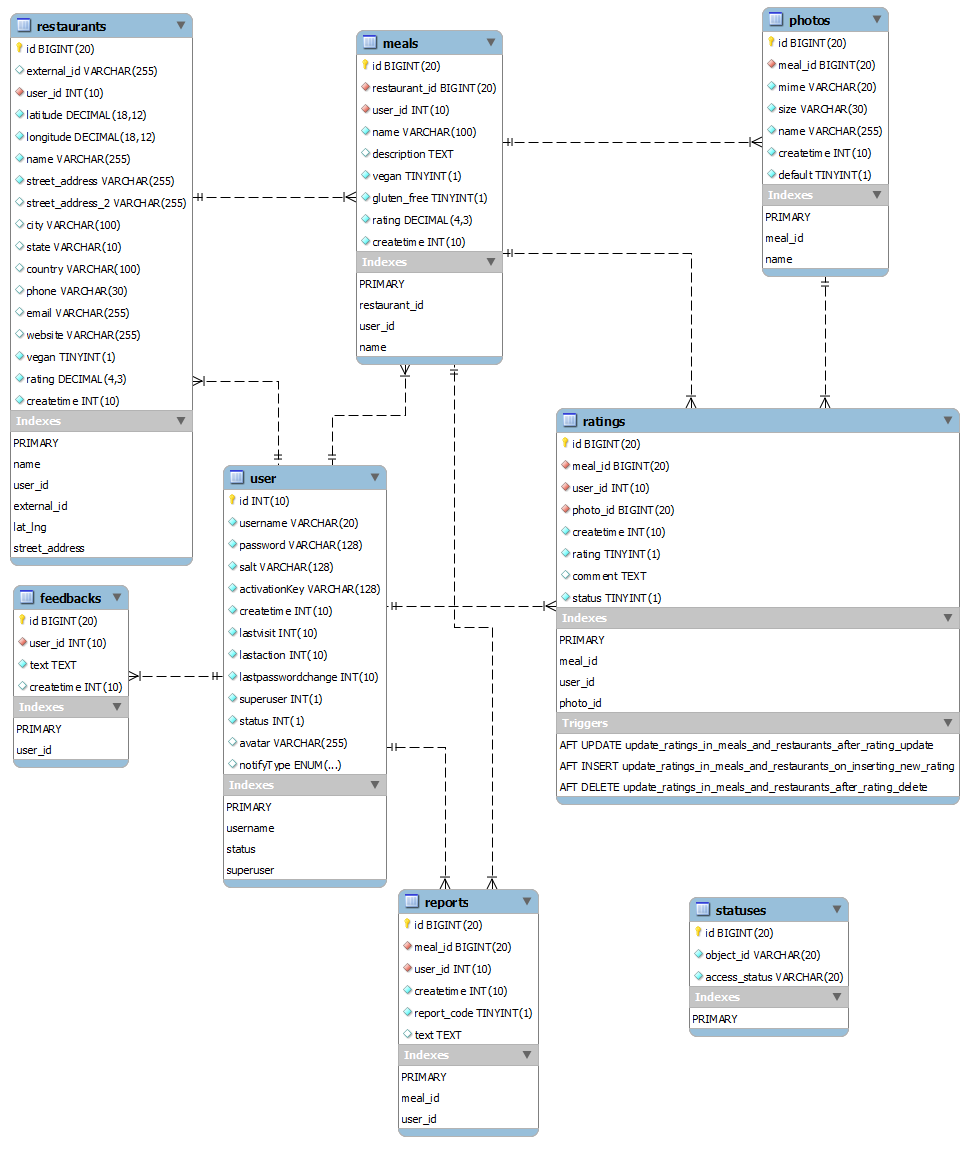 restaurants
id BIGINT(20)
external_id VARCHAR(255)
user_id INT(10)
latitude DECIMAL(18,12)
longitude DECIMAL(18,12)
name VARCHAR(255)
street_address VARCHAR(255)
street_address_2 VARCHAR(255)
city VARCHAR(100)
state VARCHAR(10)
country VARCHAR(100)
phone VARCHAR(30)
email VARCHAR(255)
website VARCHAR(255)
vegan TINYINT(1)
rating DECIMAL(4,3)
createtime INT(10)
Indexes
PRIMARY
name
user_id
external_id
lat_lng
street_address
meals
id BIGINT(20)
restaurant_id BIGINT(20)
user_id INT(10)
name VARCHAR(100)
description TEXT
vegan TINYINT(1)
gluten_free TINYINT(1)
rating DECIMAL(4,3)
createtime INT(10)
Indexes
PRIMARY
restaurant_id
user_id
name
photos
id BIGINT(20)
meal_id BIGINT(20)
mime VARCHAR(20)
size VARCHAR(30)
name VARCHAR(255)
createtime INT(10)
default TINYINT(1)
Indexes
PRIMARY
meal_id
name
ratings
id BIGINT(20)
meal_id BIGINT(20)
user_id INT(10)
photo_id BIGINT(20)
createtime INT(10)
rating TINYINT(1)
comment TEXT
status TINYINT(1)
Indexes
PRIMARY
meal_id
user_id
photo_id
Triggers
AFT UPDATE update_ratings_in_meals_and_restaurants_after_rating_update
AFT INSERT update_ratings_in_meals_and_restaurants_on_inserting_new_rating
AFT DELETE update_ratings_in_meals_and_restaurants_after_rating_delete
user
id INT(10)
username VARCHAR(20)
password VARCHAR(128)
salt VARCHAR(128)
activationKey VARCHAR(128)
createtime INT(10)
lastvisit INT(10)
lastaction INT(10)
lastpasswordchange INT(10)
superuser INT(1)
status INT(1)
avatar VARCHAR(255)
notifyType ENUM(...)
Indexes
PRIMARY
username
status
superuser
feedbacks
id BIGINT(20)
user_id INT(10)
text TEXT
createtime INT(10)
Indexes
PRIMARY
user_id
reports
id BIGINT(20)
meal_id BIGINT(20)
user_id INT(10)
createtime INT(10)
report_code TINYINT(1)
text TEXT
Indexes
PRIMARY
meal_id
user_id
statuses
id BIGINT(20)
object_id VARCHAR(20)
access_status VARCHAR(20)
Indexes
PRIMARY